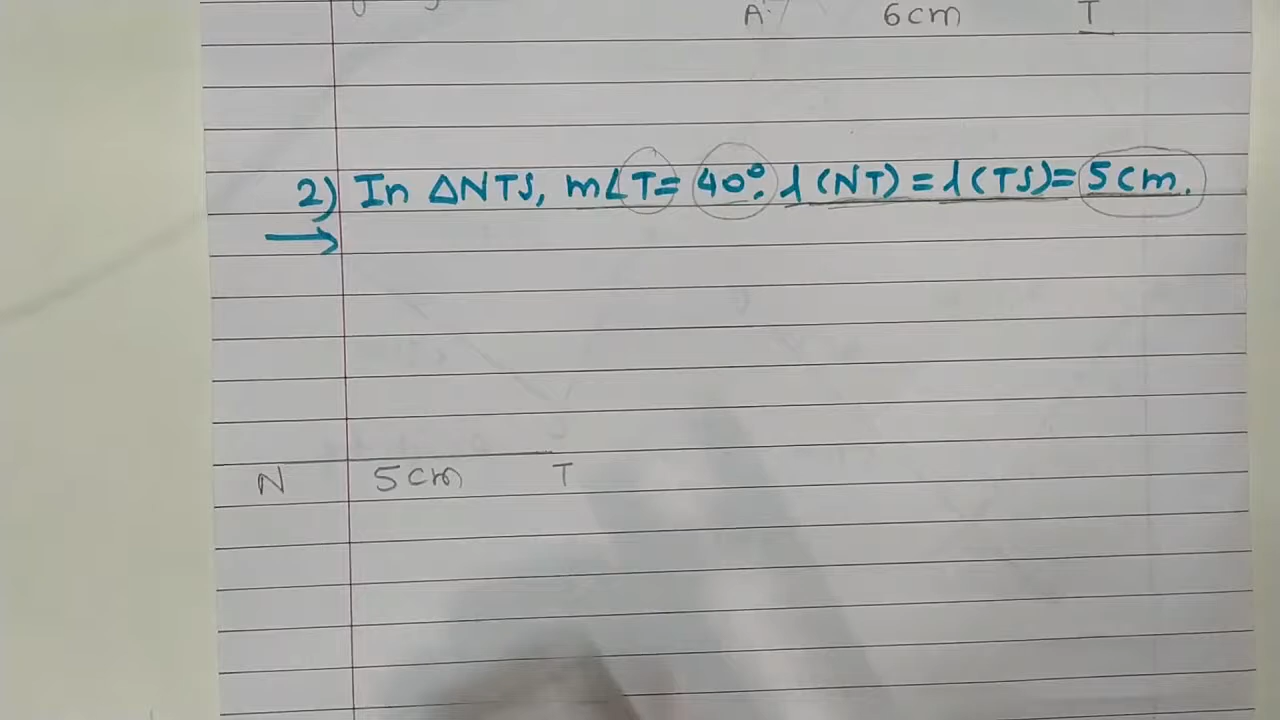 A 6cm T
2) In ΔNTS, m∠T= 40°. l(NT) = l(TS)= 5cm.
N 5cm T